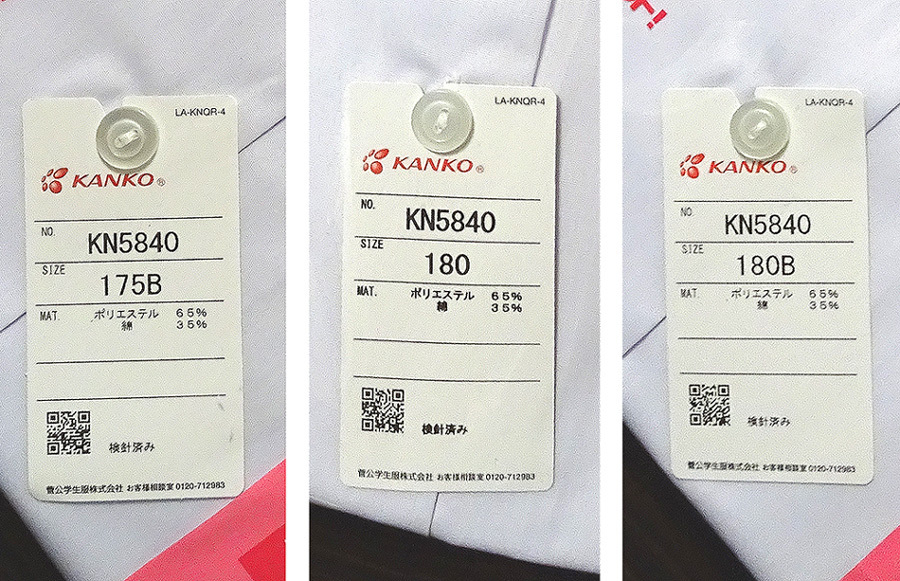 LA-KNQR-4
KANKO®
NO.
KN5840
SIZE
175B
MAT. ポリエステル 65%
綿 35%
検針済み
菅公学生服株式会社 お客様相談室 0120-712983
LA-KNQR-4
KANKO®
NO.
KN5840
SIZE
180
MAT. ポリエステル 65%
綿 35%
検針済み
菅公学生服株式会社 お客様相談室 0120-712983
LA-KNQR-4
KANKO®
NO.
KN5840
SIZE
180B
MAT. ポリエステル 65%
綿 35%
検針済み
菅公学生服株式会社 お客様相談室 0120-712983